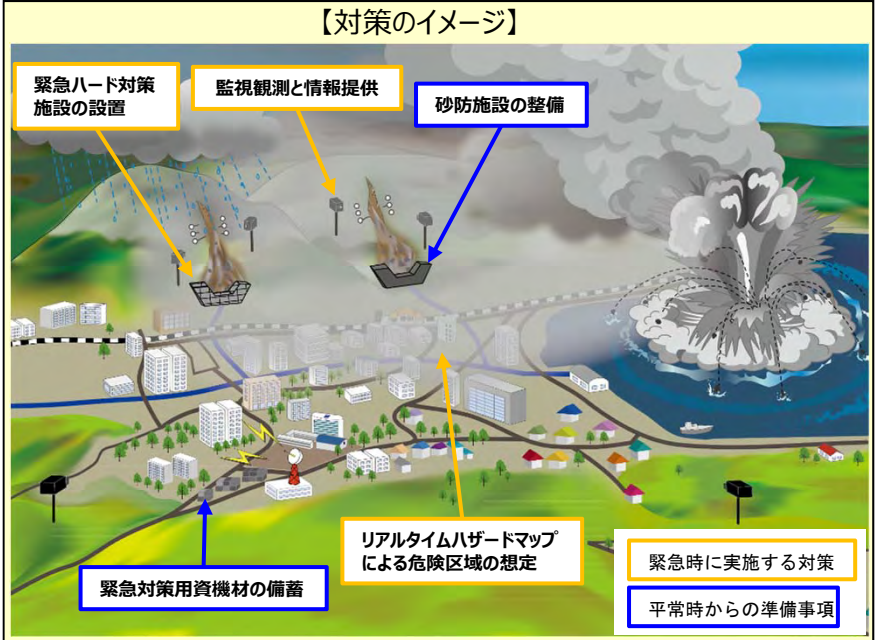 【対策のイメージ】
緊急ハード対策
施設の設置
監視観測と情報提供
砂防施設の整備
リアルタイムハザードマップ
による危険区域の想定
緊急対策用資機材の備蓄
緊急時に実施する対策
平常時からの準備事項